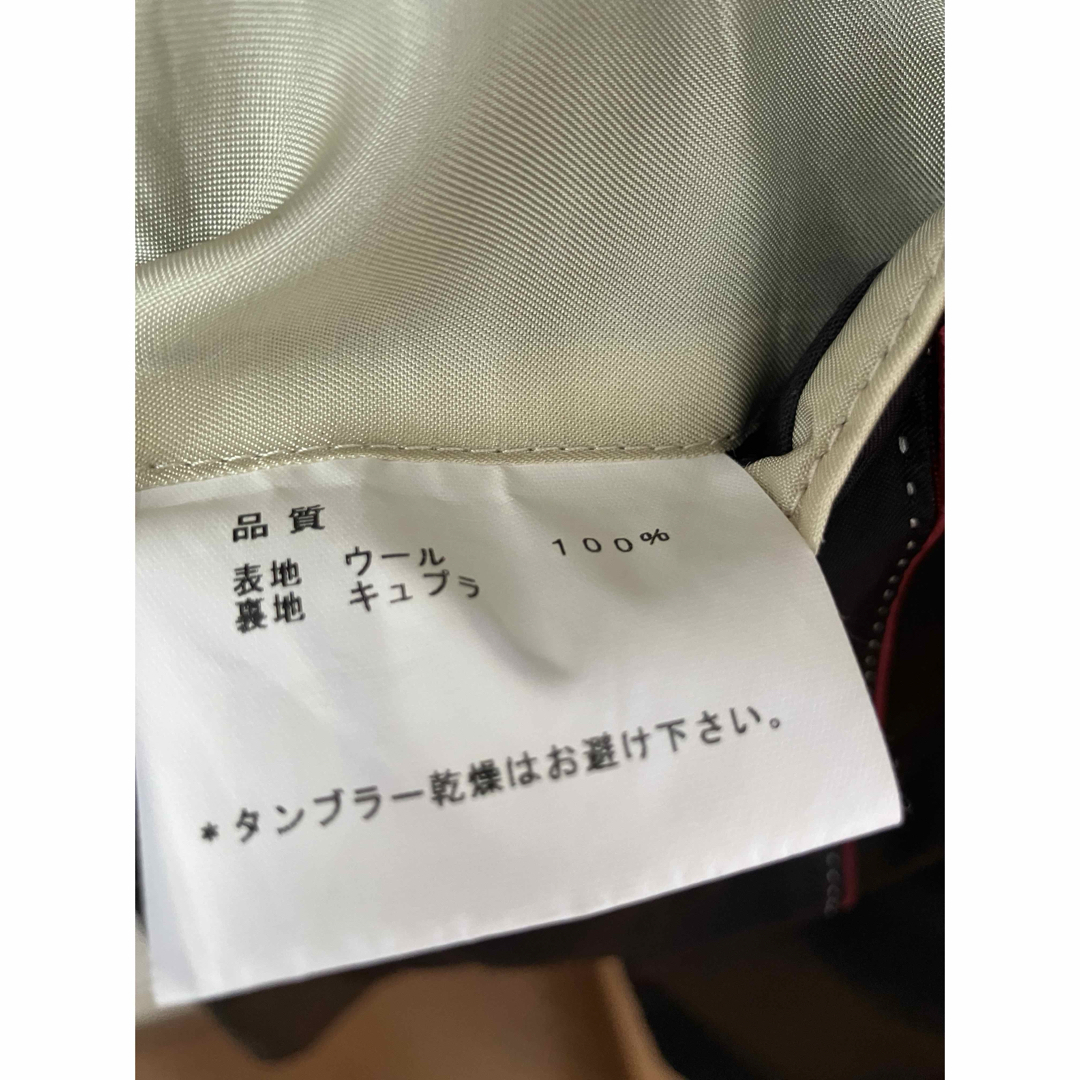 品質
表地 ウール 100%
裏地 キュプラ
*タンブラー乾燥はお避け下さい。